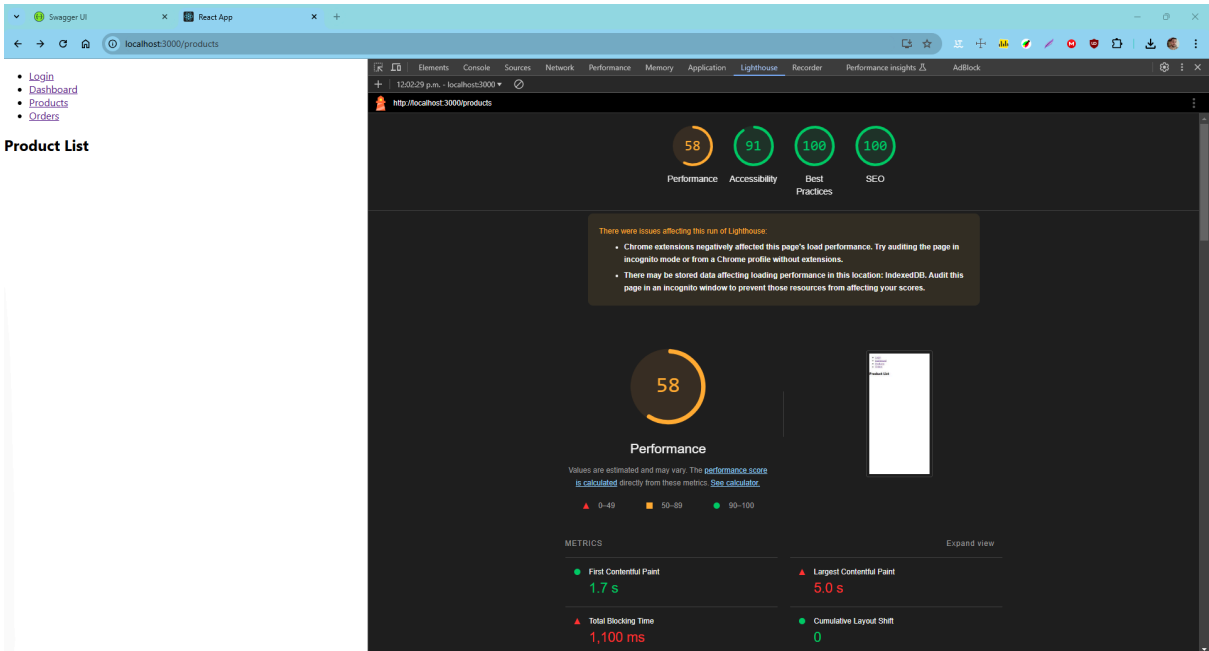 Swagger UI
React App
localhost:3000/products
Login
Dashboard
Products
Orders
Product List
Elements Console Sources Network Performance Memory Application Lighthouse Recorder Performance insights AdBlock
12:02:29 p.m. - localhost:3000
http://localhost:3000/products
58 91 100 100
Performance Accessibility Best Practices SEO
There were issues affecting this run of Lighthouse:
Chrome extensions negatively affected this page's load performance. Try auditing the page in
incognito mode or from a Chrome profile without extensions.
There may be stored data affecting loading performance in this location: IndexedDB. Audit this
page in an incognito window to prevent those resources from affecting your scores.
58
Performance
Values are estimated and may vary. The performance score
is calculated directly from these metrics. See calculator.
0–49 50–89 90–100
METRICS
Expand view
First Contentful Paint
1.7 s
Largest Contentful Paint
5.0 s
Total Blocking Time
1,100 ms
Cumulative Layout Shift
0